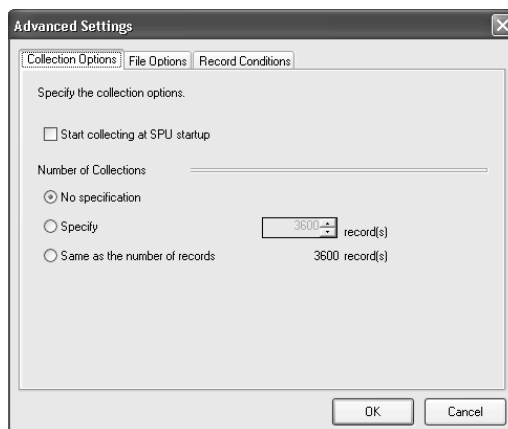 Advanced Settings
Collection Options File Options Record Conditions
Specify the collection options.
Start collecting at SPU startup
Number of Collections
No specification
Specify 3600 record(s)
Same as the number of records 3600 record(s)
OK Cancel